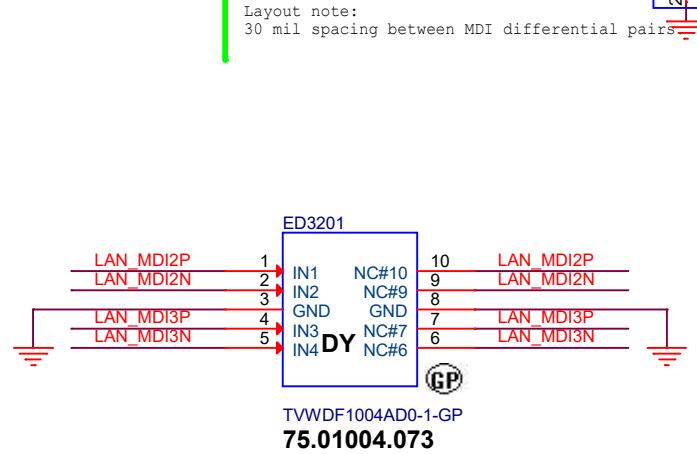 Layout note:
30 mil spacing between MDI differential pairs
2
ED3201
LAN_MDI2P 1 IN1 NC#10 10 LAN_MDI2P
LAN_MDI2N 2 IN2 NC#9 9 LAN_MDI2N
3 GND GND 8
LAN_MDI3P 4 IN3 NC#7 7 LAN_MDI3P
LAN_MDI3N 5 IN4 DY NC#6 6 LAN_MDI3N
GP
TVWDF1004AD0-1-GP
75.01004.073